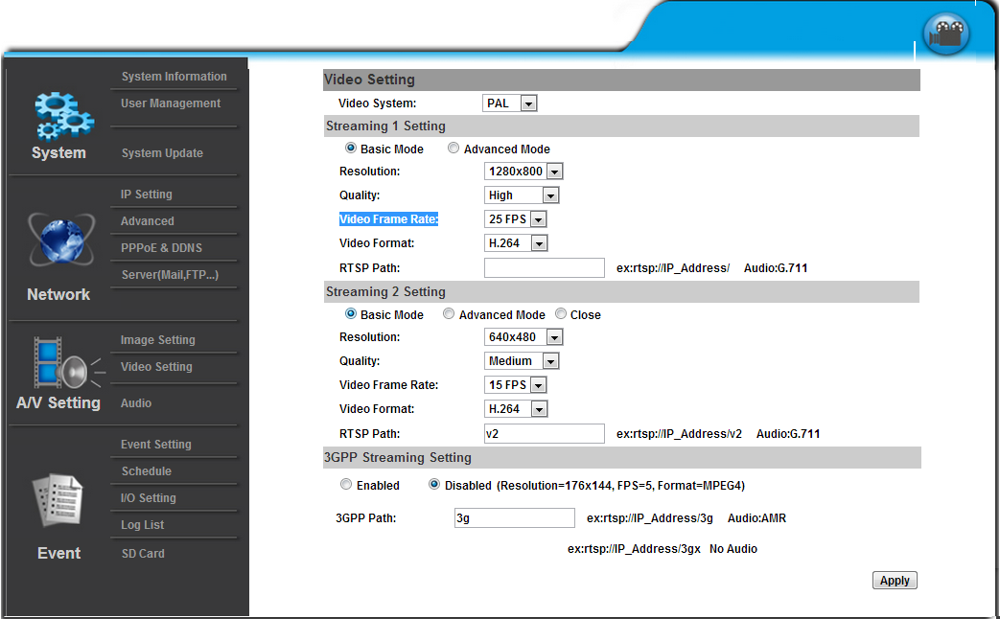 System Information
User Management
System
System Update
IP Setting
Advanced
PPPoE & DDNS
Server(Mail,FTP...)
Network
Image Setting
Video Setting
A/V Setting
Audio
Event Setting
Schedule
I/O Setting
Log List
Event
SD Card
Video Setting
Video System: PAL
Streaming 1 Setting
Basic Mode Advanced Mode
Resolution: 1280x800
Quality: High
Video Frame Rate: 25 FPS
Video Format: H.264
RTSP Path: ex:rtsp://IP_Address/ Audio:G.711
Streaming 2 Setting
Basic Mode Advanced Mode Close
Resolution: 640x480
Quality: Medium
Video Frame Rate: 15 FPS
Video Format: H.264
RTSP Path: v2 ex:rtsp://IP_Address/v2 Audio:G.711
3GPP Streaming Setting
Enabled Disabled (Resolution=176x144, FPS=5, Format=MPEG4)
3GPP Path: 3g ex:rtsp://IP_Address/3g Audio:AMR
ex:rtsp://IP_Address/3gx No Audio
Apply